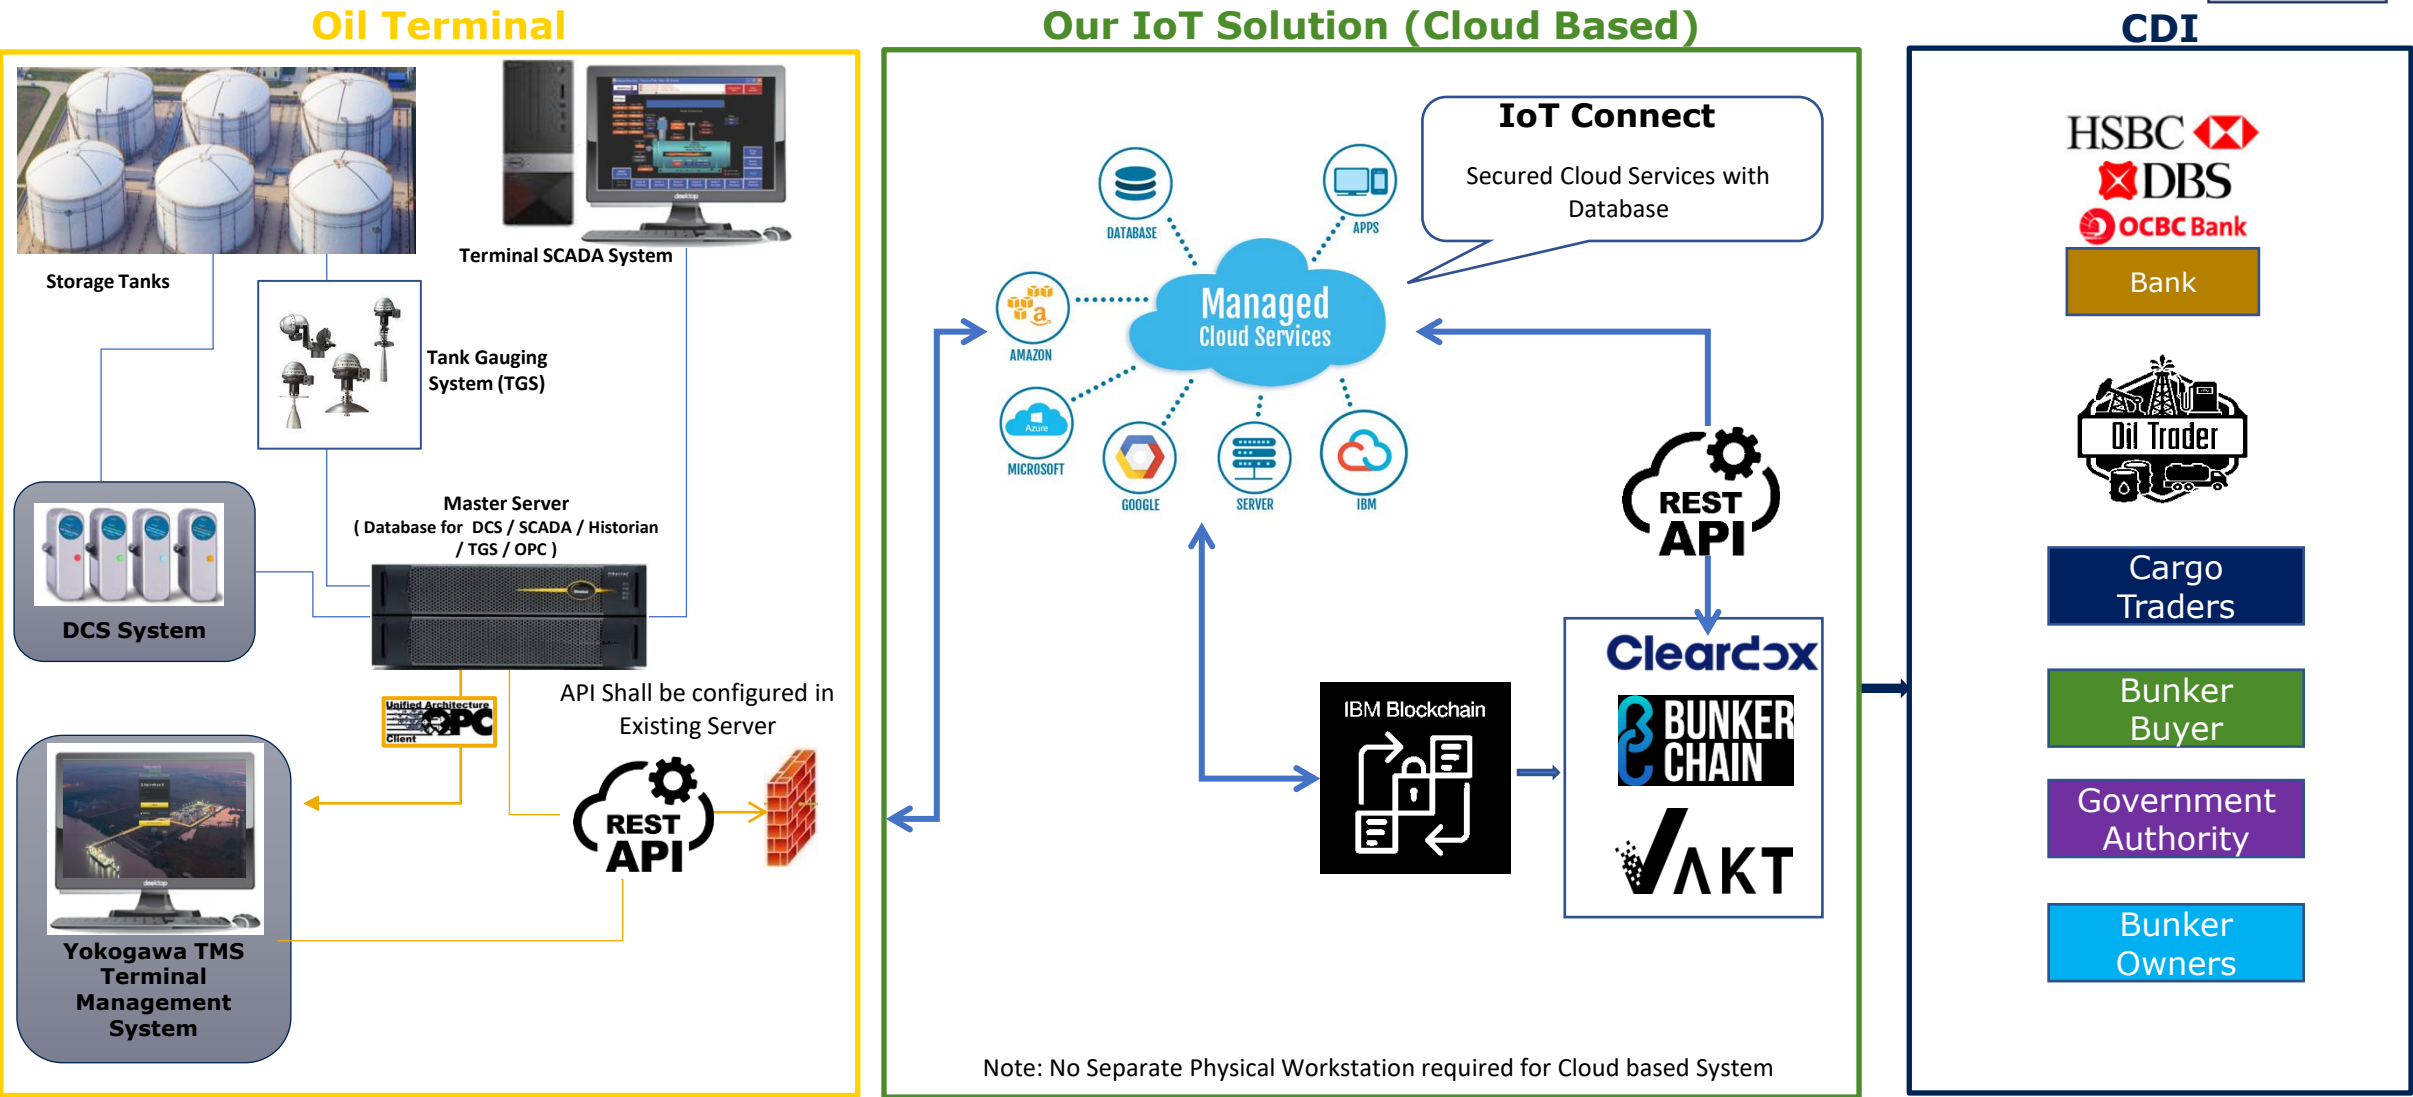 Oil Terminal
Our IoT Solution (Cloud Based)
CDI
Storage Tanks
Terminal SCADA System
Tank Gauging
System (TGS)
Master Server
( Database for DCS / SCADA / Historian
/ TGS / OPC )
DCS System
Unified Architecture
OPC
Client
API Shall be configured in
Existing Server
REST
API
desktop
desktop
Yokogawa TMS
Terminal
Management
System
IoT Connect
Secured Cloud Services with
Database
DATABASE
APPS
Managed
Cloud Services
a
AMAZON
Azure
MICROSOFT
GOOGLE
SERVER
IBM
REST
API
IBM Blockchain
Cleardox
BUNKER
CHAIN
VAKT
Note: No Separate Physical Workstation required for Cloud based System
HSBC
DBS
OCBC Bank
Bank
Oil Trader
Cargo
Traders
Bunker
Buyer
Government
Authority
Bunker
Owners